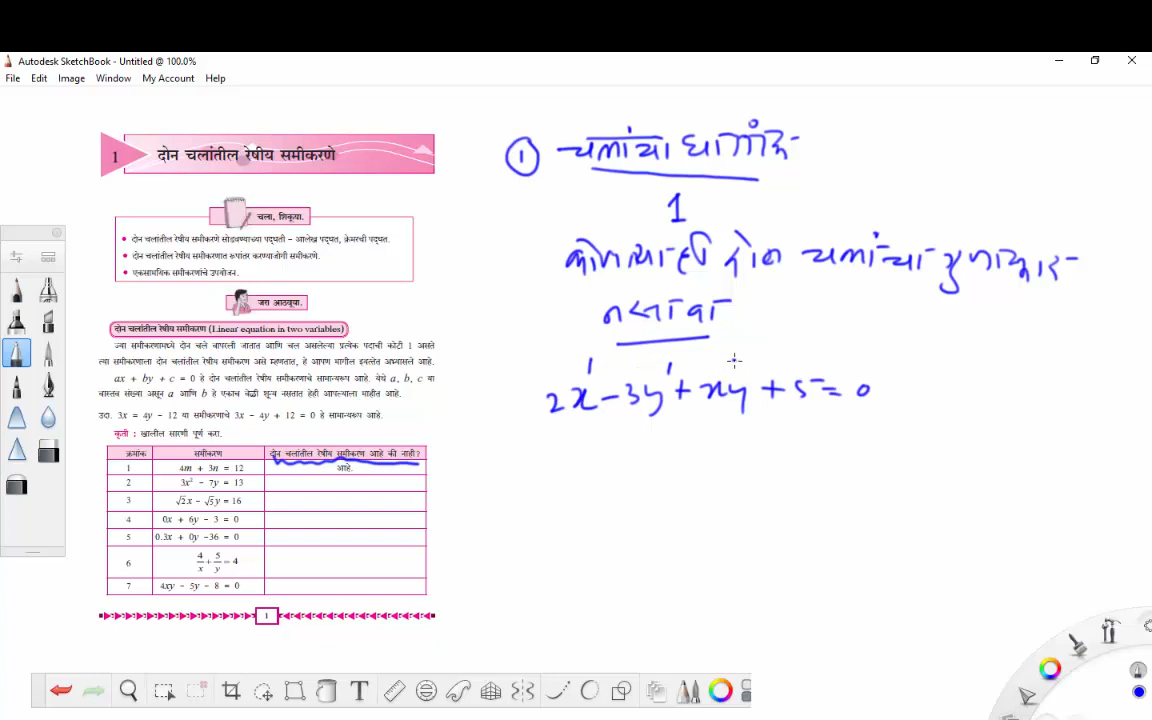 Autodesk SketchBook - Untitled @ 100.0%
File Edit Image Window My Account Help
1 दोन चलांतील रेषीय समीकरणे
चला, शिकूया.
• दोन चलांतील रेषीय समीकरणे सोडवण्याच्या पद्धती - आलेख पद्धत, क्रेमरची पद्धत.
• दोन चलांतील रेषीय समीकरणात रूपांतर करण्याजोगी समीकरणे.
• एकसामयिक समीकरणांचे उपयोजन.
जरा आठवूया.
दोन चलांतील रेषीय समीकरण (Linear equation in two variables)
ज्या समीकरणामध्ये दोन चले वापरली जातात आणि चल असलेल्या प्रत्येक पदाची कोटी 1 असते
त्या समीकरणाला दोन चलांतील रेषीय समीकरण असे म्हणतात, हे आपण मागील इयत्तेत अभ्यासले आहे.
ax + by + c = 0 हे दोन चलांतील रेषीय समीकरणाचे सामान्यरूप आहे. येथे a, b, c या
वास्तव संख्या असून a आणि b हे एकाच वेळी शून्य नसतात हेही आपल्याला माहीत आहे.
उदा. 3x = 4y - 12 या समीकरणाचे 3x - 4y + 12 = 0 हे सामान्यरूप आहे.
कृती : खालील सारणी पूर्ण करा.
क्रमांक समीकरण दोन चलांतील रेषीय समीकरण आहे की नाही?
1 4m + 3n = 12 आहे.
2 3x² - 7y = 13
3 √2x - √5y = 16
4 0x + 6y - 3 = 0
5 0.3x + 0y -36 = 0
6 4/x + 5/y = 4
7 4xy - 5y - 8 = 0
1
① चलांचा घातांक -
1
कोणत्याही दोन चलांचा गुणाकार -
नसावा
2x¹ - 3y¹ + xy + 5 = 0